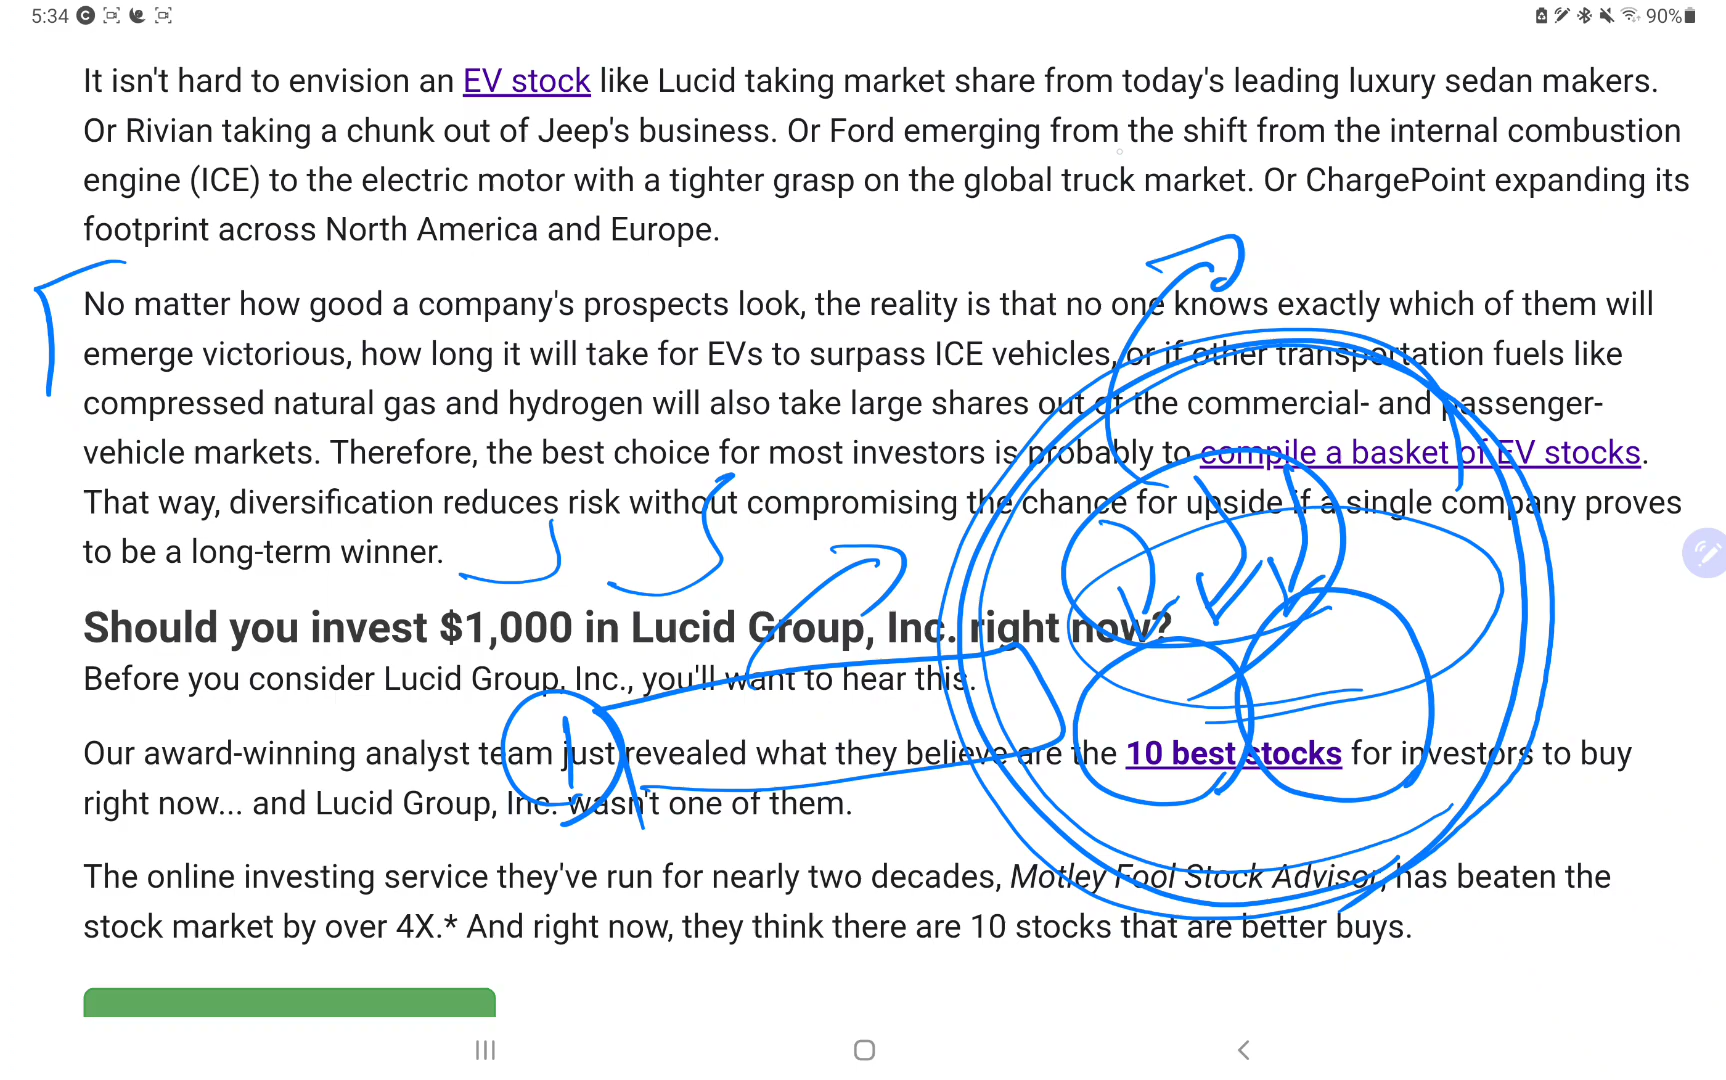 5:34
90%
It isn't hard to envision an EV stock like Lucid taking market share from today's leading luxury sedan makers.
Or Rivian taking a chunk out of Jeep's business. Or Ford emerging from the shift from the internal combustion
engine (ICE) to the electric motor with a tighter grasp on the global truck market. Or ChargePoint expanding its
footprint across North America and Europe.
No matter how good a company's prospects look, the reality is that no one knows exactly which of them will
emerge victorious, how long it will take for EVs to surpass ICE vehicles, or if other transportation fuels like
compressed natural gas and hydrogen will also take large shares out of the commercial- and passenger-
vehicle markets. Therefore, the best choice for most investors is probably to compile a basket of EV stocks.
That way, diversification reduces risk without compromising the chance for upside if a single company proves
to be a long-term winner.
Should you invest $1,000 in Lucid Group, Inc. right now?
Before you consider Lucid Group, Inc., you'll want to hear this.
Our award-winning analyst team just revealed what they believe are the 10 best stocks for investors to buy
right now... and Lucid Group, Inc. wasn't one of them.
The online investing service they've run for nearly two decades, Motley Fool Stock Advisor, has beaten the
stock market by over 4X.* And right now, they think there are 10 stocks that are better buys.